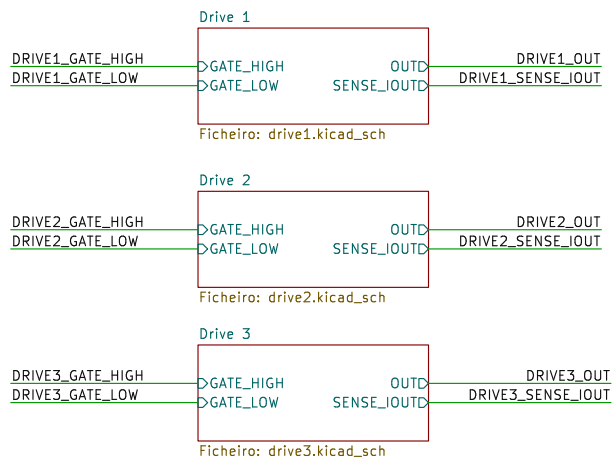 Drive 1
DRIVE1_GATE_HIGH GATE_HIGH OUT DRIVE1_OUT
DRIVE1_GATE_LOW GATE_LOW SENSE_IOUT DRIVE1_SENSE_IOUT
Ficheiro: drive1.kicad_sch
Drive 2
DRIVE2_GATE_HIGH GATE_HIGH OUT DRIVE2_OUT
DRIVE2_GATE_LOW GATE_LOW SENSE_IOUT DRIVE2_SENSE_IOUT
Ficheiro: drive2.kicad_sch
Drive 3
DRIVE3_GATE_HIGH GATE_HIGH OUT DRIVE3_OUT
DRIVE3_GATE_LOW GATE_LOW SENSE_IOUT DRIVE3_SENSE_IOUT
Ficheiro: drive3.kicad_sch